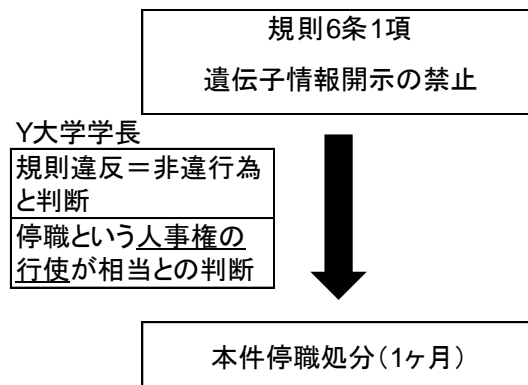 規則6条1項
遺伝子情報開示の禁止
Y大学学長
規則違反＝非違行為
と判断
停職という人事権の
行使が相当との判断
本件停職処分（1ヶ月）